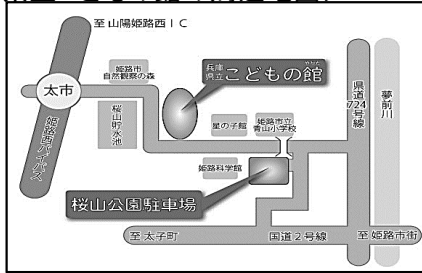 至山陽姫路西IC
姫路市
自然観察の森
兵庫
県立
こどもの館
やかた
太市
桜山
貯水
池
星の子館
姫路市立
青山小学校
県道
724
号線
夢前川
姫路西バイパス
姫路科学館
桜山公園駐車場
至太子町
国道2号線
至姫路市街